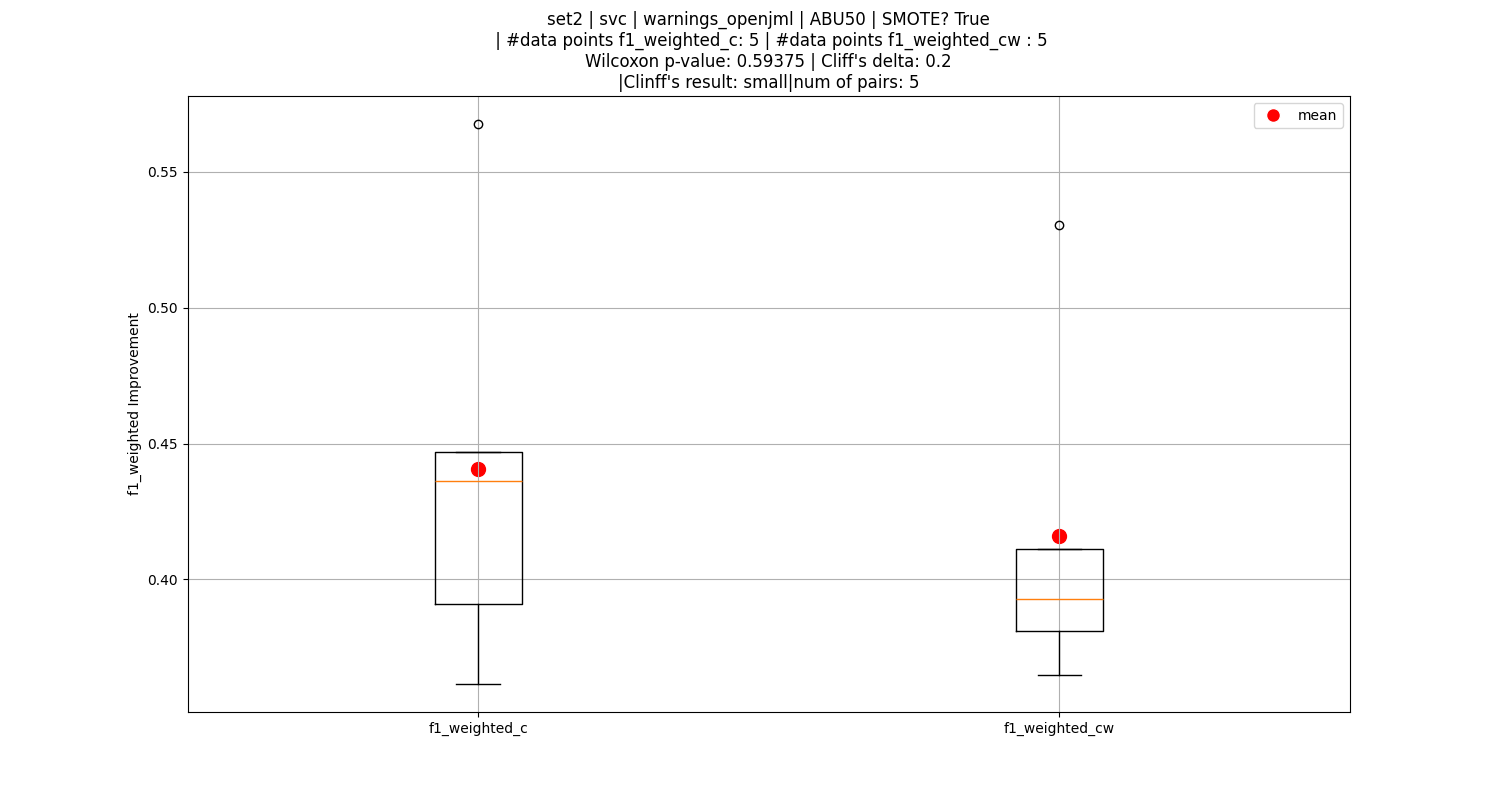 set2 | svc | warnings_openjml | ABU50 | SMOTE? True
| #data points f1_weighted_c: 5 | #data points f1_weighted_cw : 5
Wilcoxon p-value: 0.59375 | Cliff's delta: 0.2
|Clinff's result: small|num of pairs: 5
mean
f1_weighted Improvement
0.55
0.50
0.45
0.40
f1_weighted_c
f1_weighted_cw